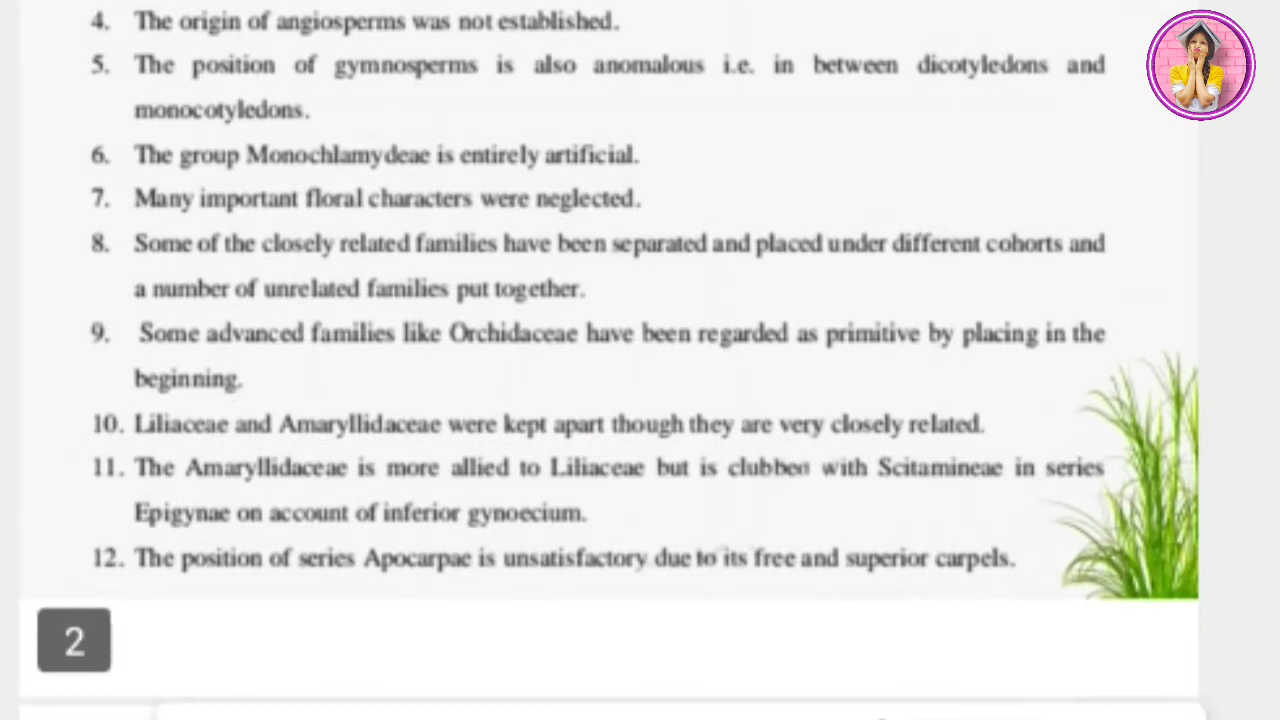 4. The origin of angiosperms was not established.
5. The position of gymnosperms is also anomalous i.e. in between dicotyledons and
monocotyledons.
6. The group Monochlamydeae is entirely artificial.
7. Many important floral characters were neglected.
8. Some of the closely related families have been separated and placed under different cohorts and
a number of unrelated families put together.
9. Some advanced families like Orchidaceae have been regarded as primitive by placing in the
beginning.
10. Liliaceae and Amaryllidaceae were kept apart though they are very closely related.
11. The Amaryllidaceae is more allied to Liliaceae but is clubbed with Scitamineae in series
Epigynae on account of inferior gynoecium.
12. The position of series Apocarpae is unsatisfactory due to its free and superior carpels.
2